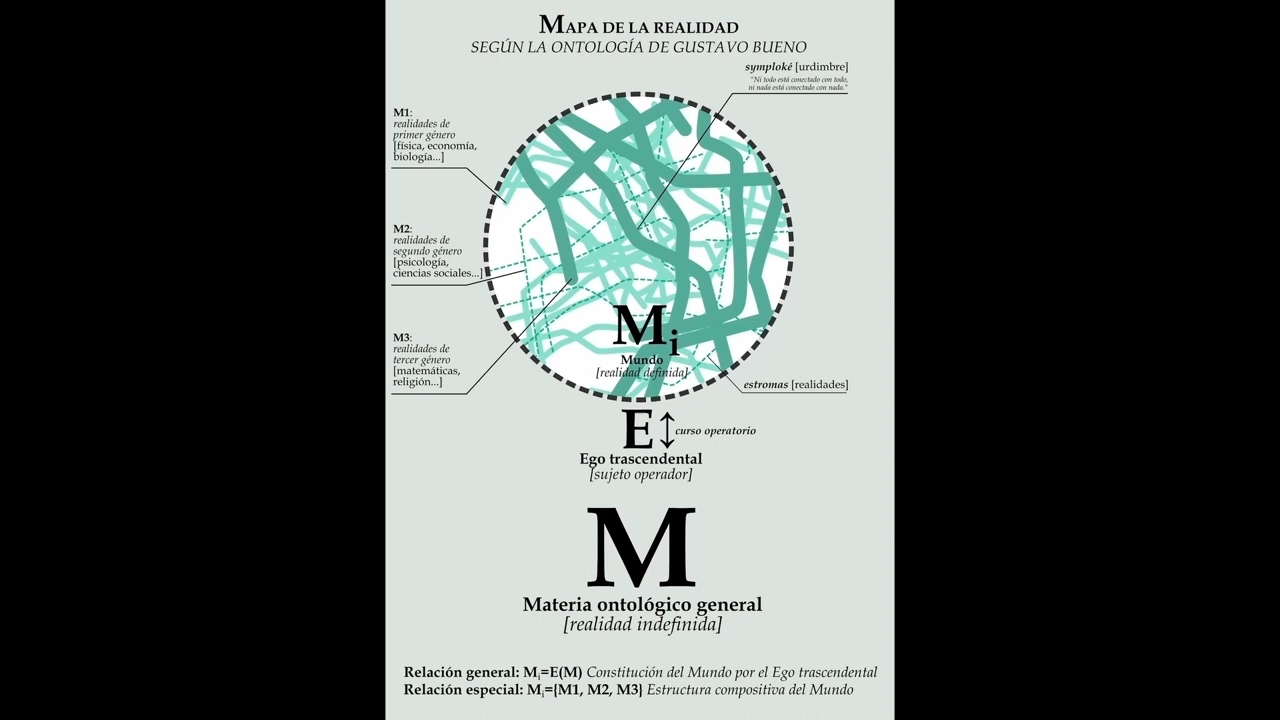 MAPA DE LA REALIDAD
SEGÚN LA ONTOLOGÍA DE GUSTAVO BUENO
symploké [urdimbre]
"Ni todo está conectado con todo,
ni nada está conectado con nada."
M1:
realidades de
primer género
[física, economía,
biología...]
M2:
realidades de
segundo género
[psicología,
ciencias sociales...]
M3:
realidades de
tercer género
[matemáticas,
religión...]
Mi
Mundo
[realidad definida]
estromas [realidades]
E
curso operatorio
Ego trascendental
[sujeto operador]
M
Materia ontológico general
[realidad indefinida]
Relación general: Mi=E(M) Constitución del Mundo por el Ego trascendental
Relación especial: Mi={M1, M2, M3} Estructura compositiva del Mundo